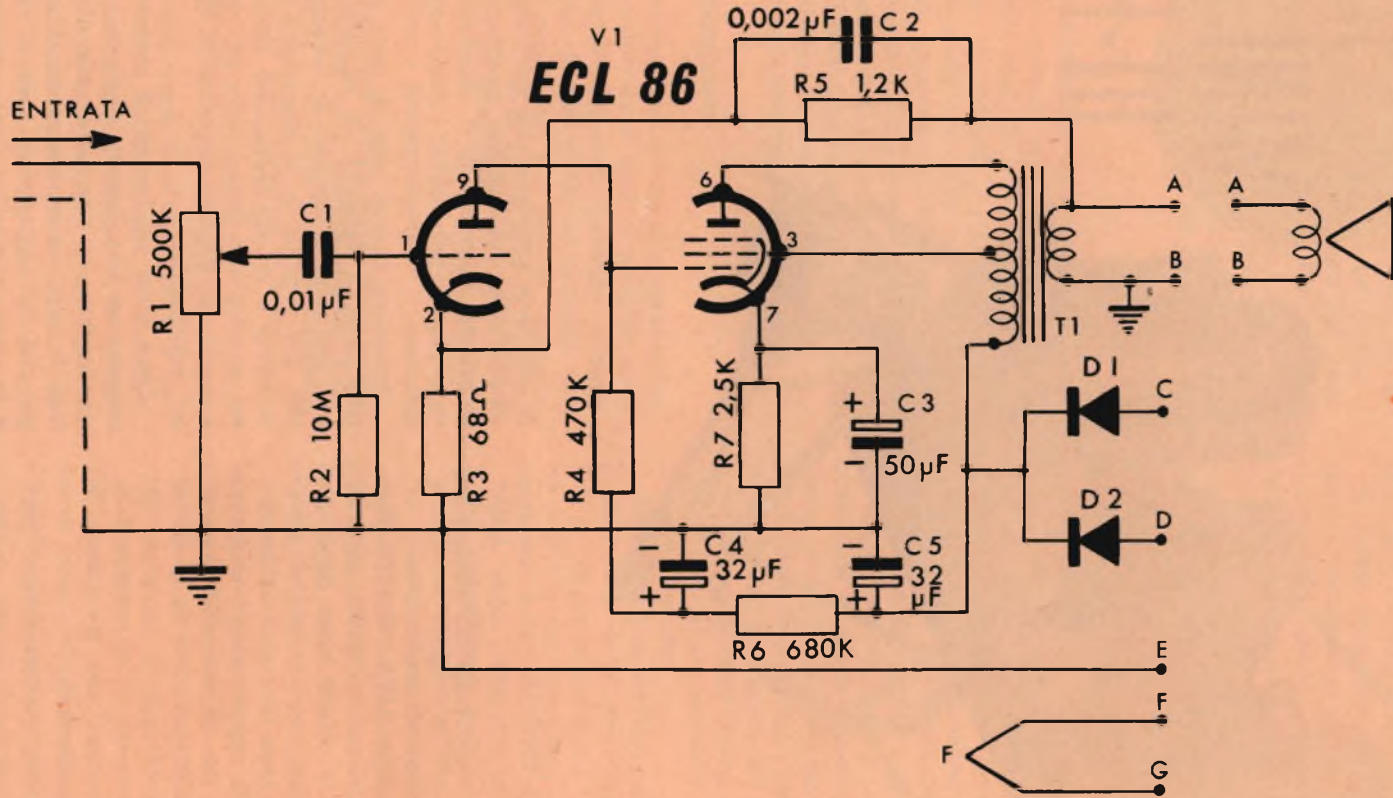 V1
ECL 86
ENTRATA
0,002µF C2
R5 1,2K
R1 500K
C1
0,01µF
1
9
2
6
3
7
R2 10M
R3 68Ω
R4 470K
R7 2,5K
+ C3
- 50µF
T1
A
A
B
B
D1
C
D2
D
- C4
32µF
+
- C5
32
µF
+
R6 680K
E
F
F
G